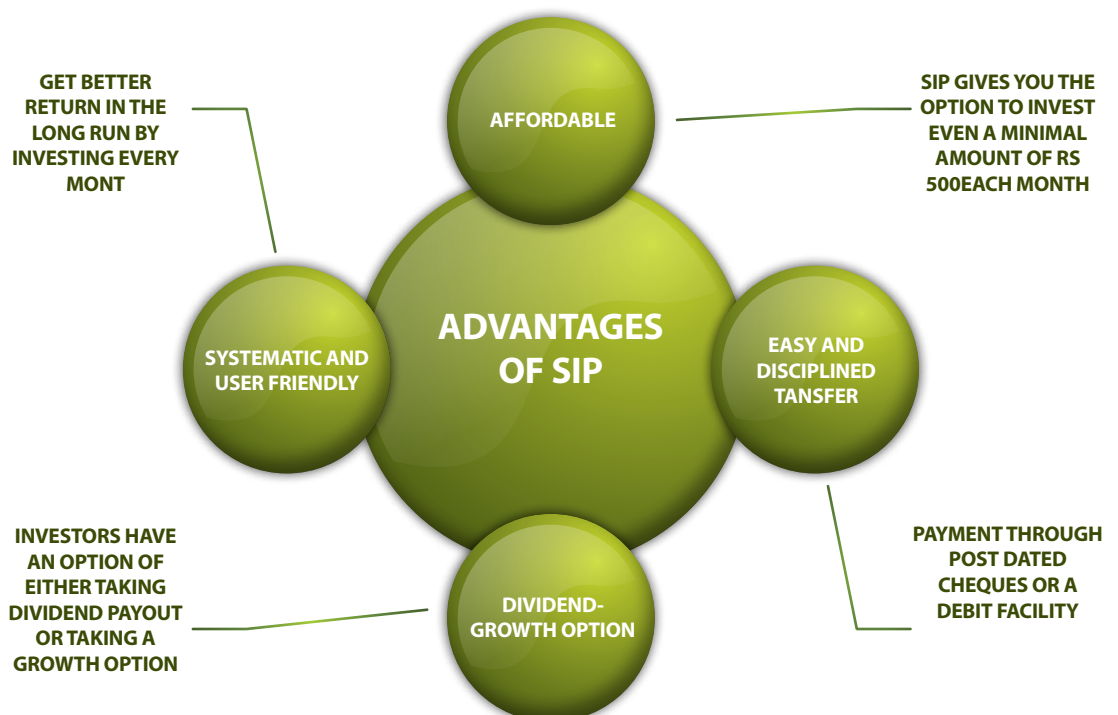 GET BETTER
RETURN IN THE
LONG RUN BY
INVESTING EVERY
MONT
AFFORDABLE
SIP GIVES YOU THE
OPTION TO INVEST
EVEN A MINIMAL
AMOUNT OF RS
500EACH MONTH
ADVANTAGES
OF SIP
SYSTEMATIC AND
USER FRIENDLY
EASY AND
DISCIPLINED
TANSFER
INVESTORS HAVE
AN OPTION OF
EITHER TAKING
DIVIDEND PAYOUT
OR TAKING A
GROWTH OPTION
DIVIDEND-
GROWTH OPTION
PAYMENT THROUGH
POST DATED
CHEQUES OR A
DEBIT FACILITY